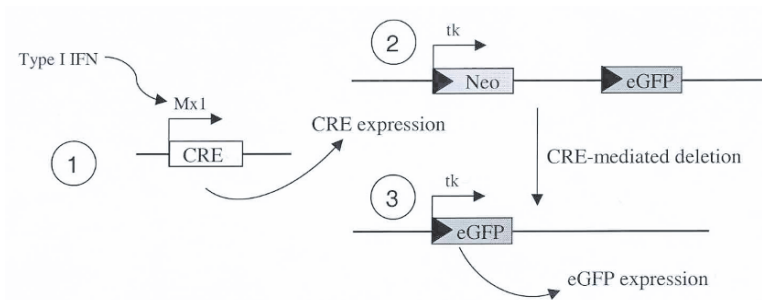 Type I IFN
Mx1
1
CRE
CRE expression
2
tk
Neo
eGFP
CRE-mediated deletion
3
tk
eGFP
eGFP expression